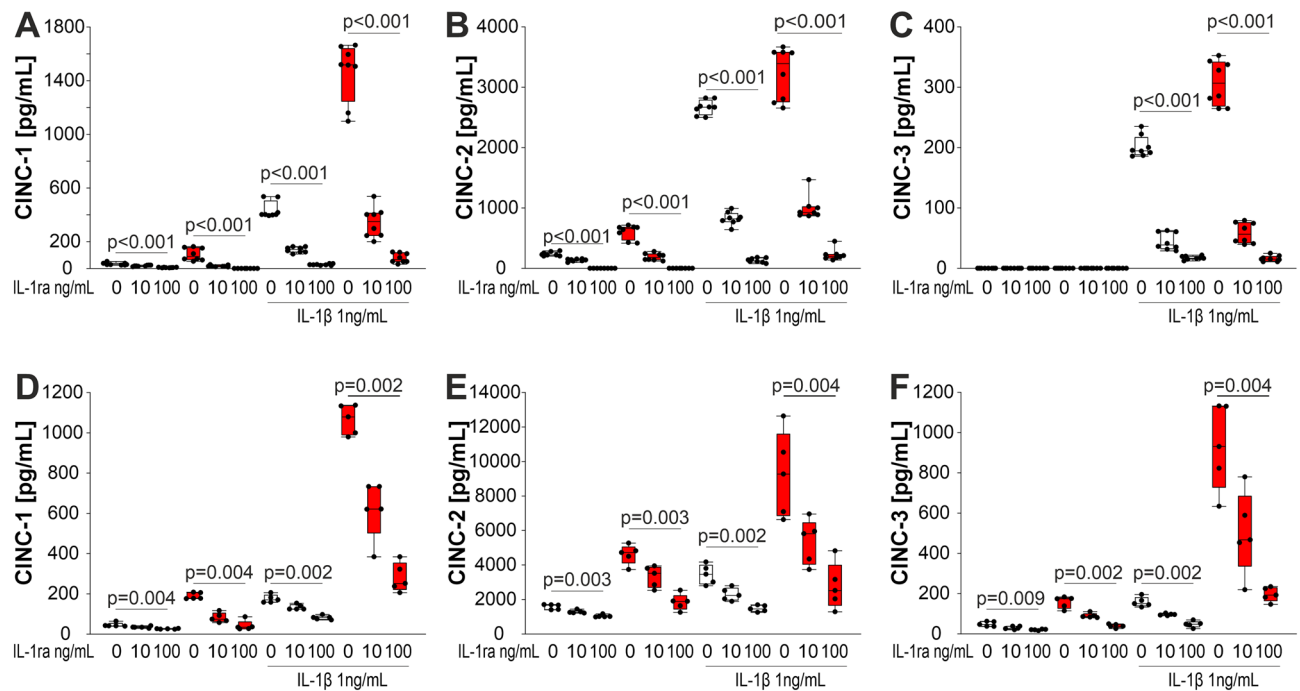 A
CINC-1 [pg/mL]
1800
1400
1000
600
200
0
p<0.001
p<0.001
p<0.001
p<0.001
IL-1ra ng/mL 0 10 100 0 10 100 0 10 100 0 10 100
IL-1β 1ng/mL
B
CINC-2 [pg/mL]
4000
3000
2000
1000
0
p<0.001
p<0.001
p<0.001
p<0.001
IL-1ra ng/mL 0 10 100 0 10 100 0 10 100 0 10 100
IL-1β 1ng/mL
C
CINC-3 [pg/mL]
400
300
200
100
0
p<0.001
p<0.001
IL-1ra ng/mL 0 10 100 0 10 100 0 10 100 0 10 100
IL-1β 1ng/mL
D
CINC-1 [pg/mL]
1200
1000
800
600
400
200
0
p=0.004
p=0.004
p=0.002
p=0.002
IL-1ra ng/mL 0 10 100 0 10 100 0 10 100 0 10 100
IL-1β 1ng/mL
E
CINC-2 [pg/mL]
14000
12000
10000
8000
6000
4000
2000
0
p=0.003
p=0.003
p=0.002
p=0.004
IL-1ra ng/mL 0 10 100 0 10 100 0 10 100 0 10 100
IL-1β 1ng/mL
F
CINC-3 [pg/mL]
1200
1000
800
600
400
200
0
p=0.009
p=0.002
p=0.002
p=0.004
IL-1ra ng/mL 0 10 100 0 10 100 0 10 100 0 10 100
IL-1β 1ng/mL